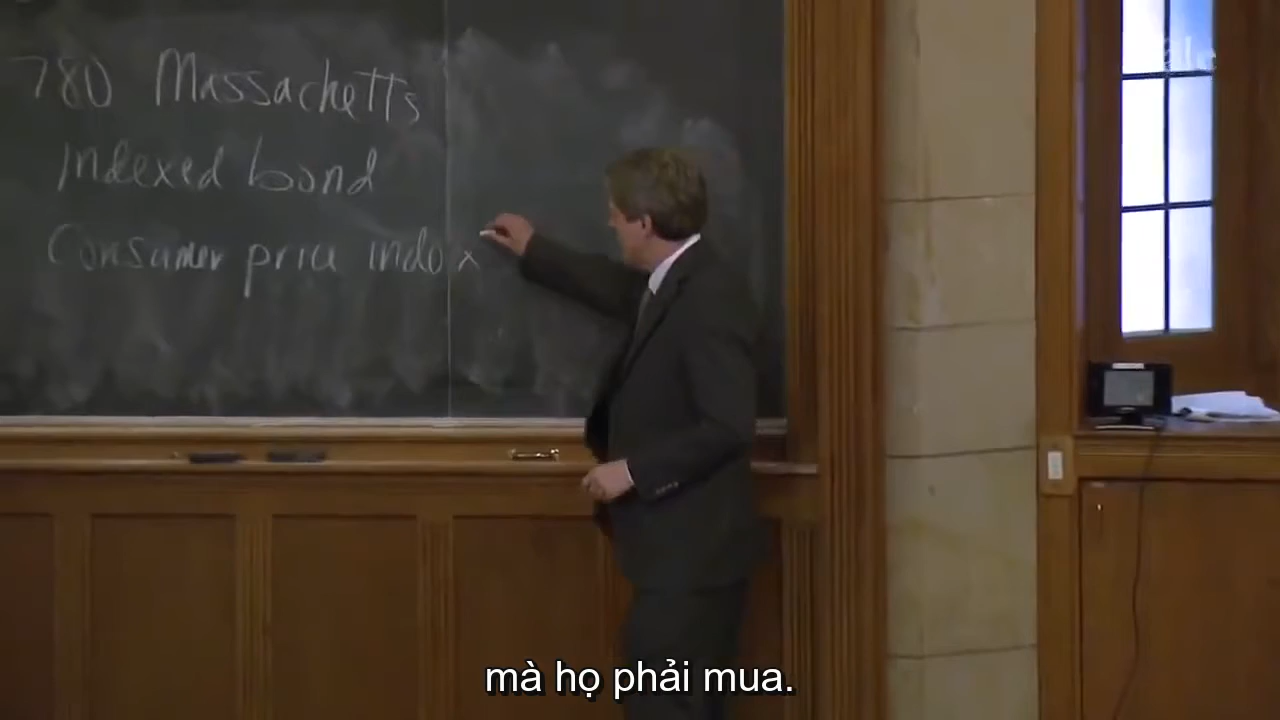 780 Massachetts
Indexed bond
Consumer price index
mà họ phải mua.